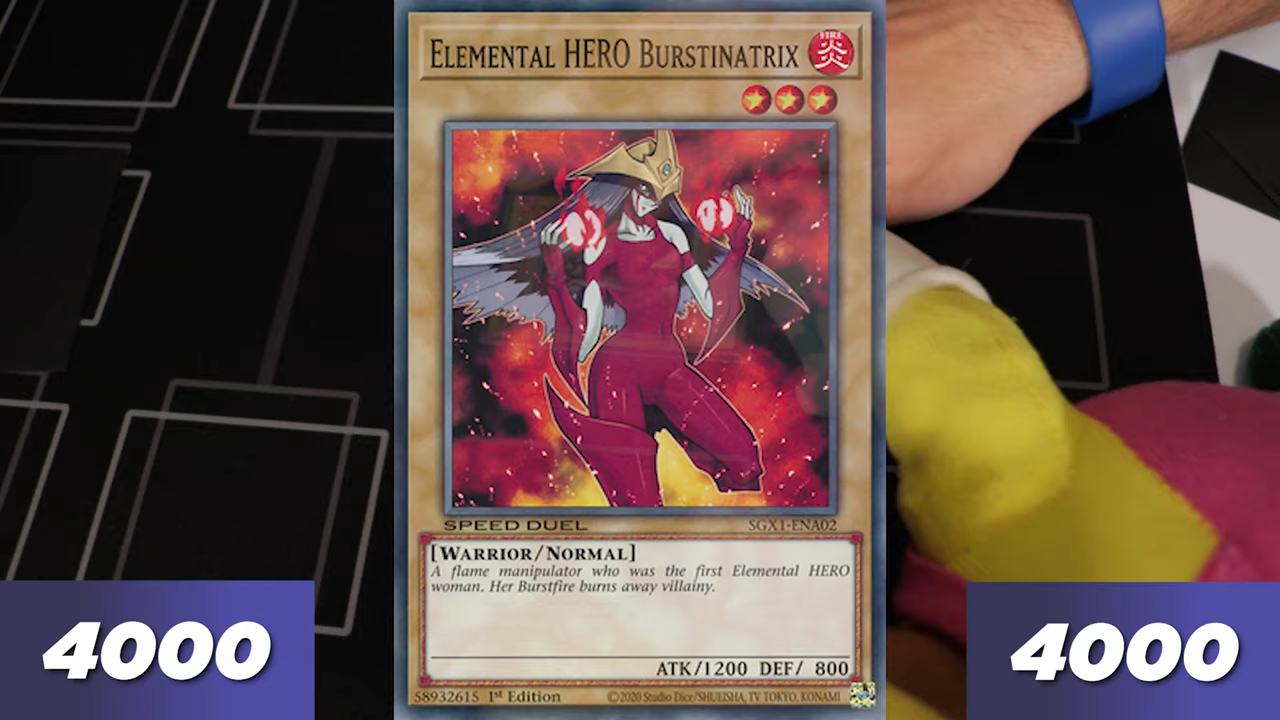 ELEMENTAL HERO BURSTINATRIX
FIRE
炎
SPEED DUEL
SGX1-ENA02
[WARRIOR/NORMAL]
A flame manipulator who was the first Elemental HERO
woman. Her Burstfire burns away villainy.
ATK/1200 DEF/ 800
58932615 1st Edition
©2020 Studio Dice/SHUEISHA, TV TOKYO, KONAMI
4000
4000